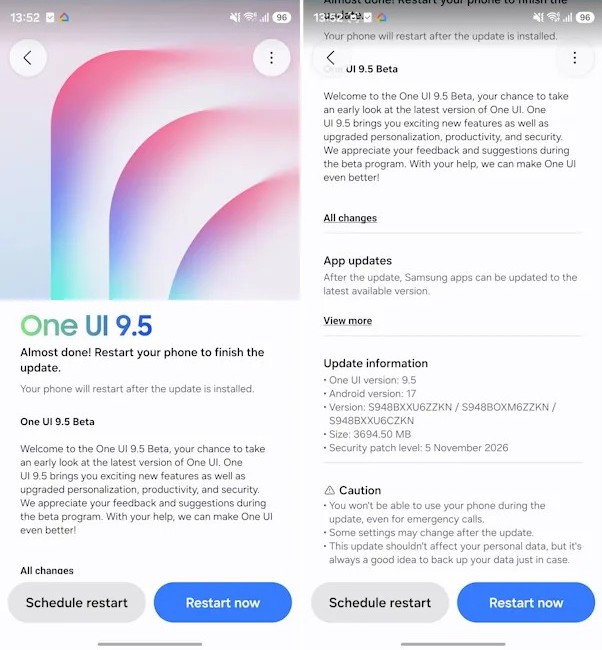 13:52
96
One UI 9.5
Almost done! Restart your phone to finish the
update.
Your phone will restart after the update is installed.
One UI 9.5 Beta
Welcome to the One UI 9.5 Beta, your chance to take
an early look at the latest version of One UI. One
UI 9.5 brings you exciting new features as well as
upgraded personalization, productivity, and security.
We appreciate your feedback and suggestions during
the beta program. With your help, we can make One UI
even better!
All changes
Schedule restart
Restart now
13:52
96
Almost done! Restart your phone to finish the
update.
Your phone will restart after the update is installed.
One UI 9.5 Beta
Welcome to the One UI 9.5 Beta, your chance to take
an early look at the latest version of One UI. One
UI 9.5 brings you exciting new features as well as
upgraded personalization, productivity, and security.
We appreciate your feedback and suggestions during
the beta program. With your help, we can make One UI
even better!
All changes
App updates
After the update, Samsung apps can be updated to the
latest available version.
View more
Update information
• One UI version: 9.5
• Android version: 17
• Version: S948BXXU6ZZKN / S948BOXM6ZZKN /
S948BXXU6CZKN
• Size: 3694.50 MB
• Security patch level: 5 November 2026
Caution
• You won't be able to use your phone during the
update, even for emergency calls.
• Some settings may change after the update.
• This update shouldn't affect your personal data, but it's
always a good idea to back up your data just in case.
Schedule restart
Restart now